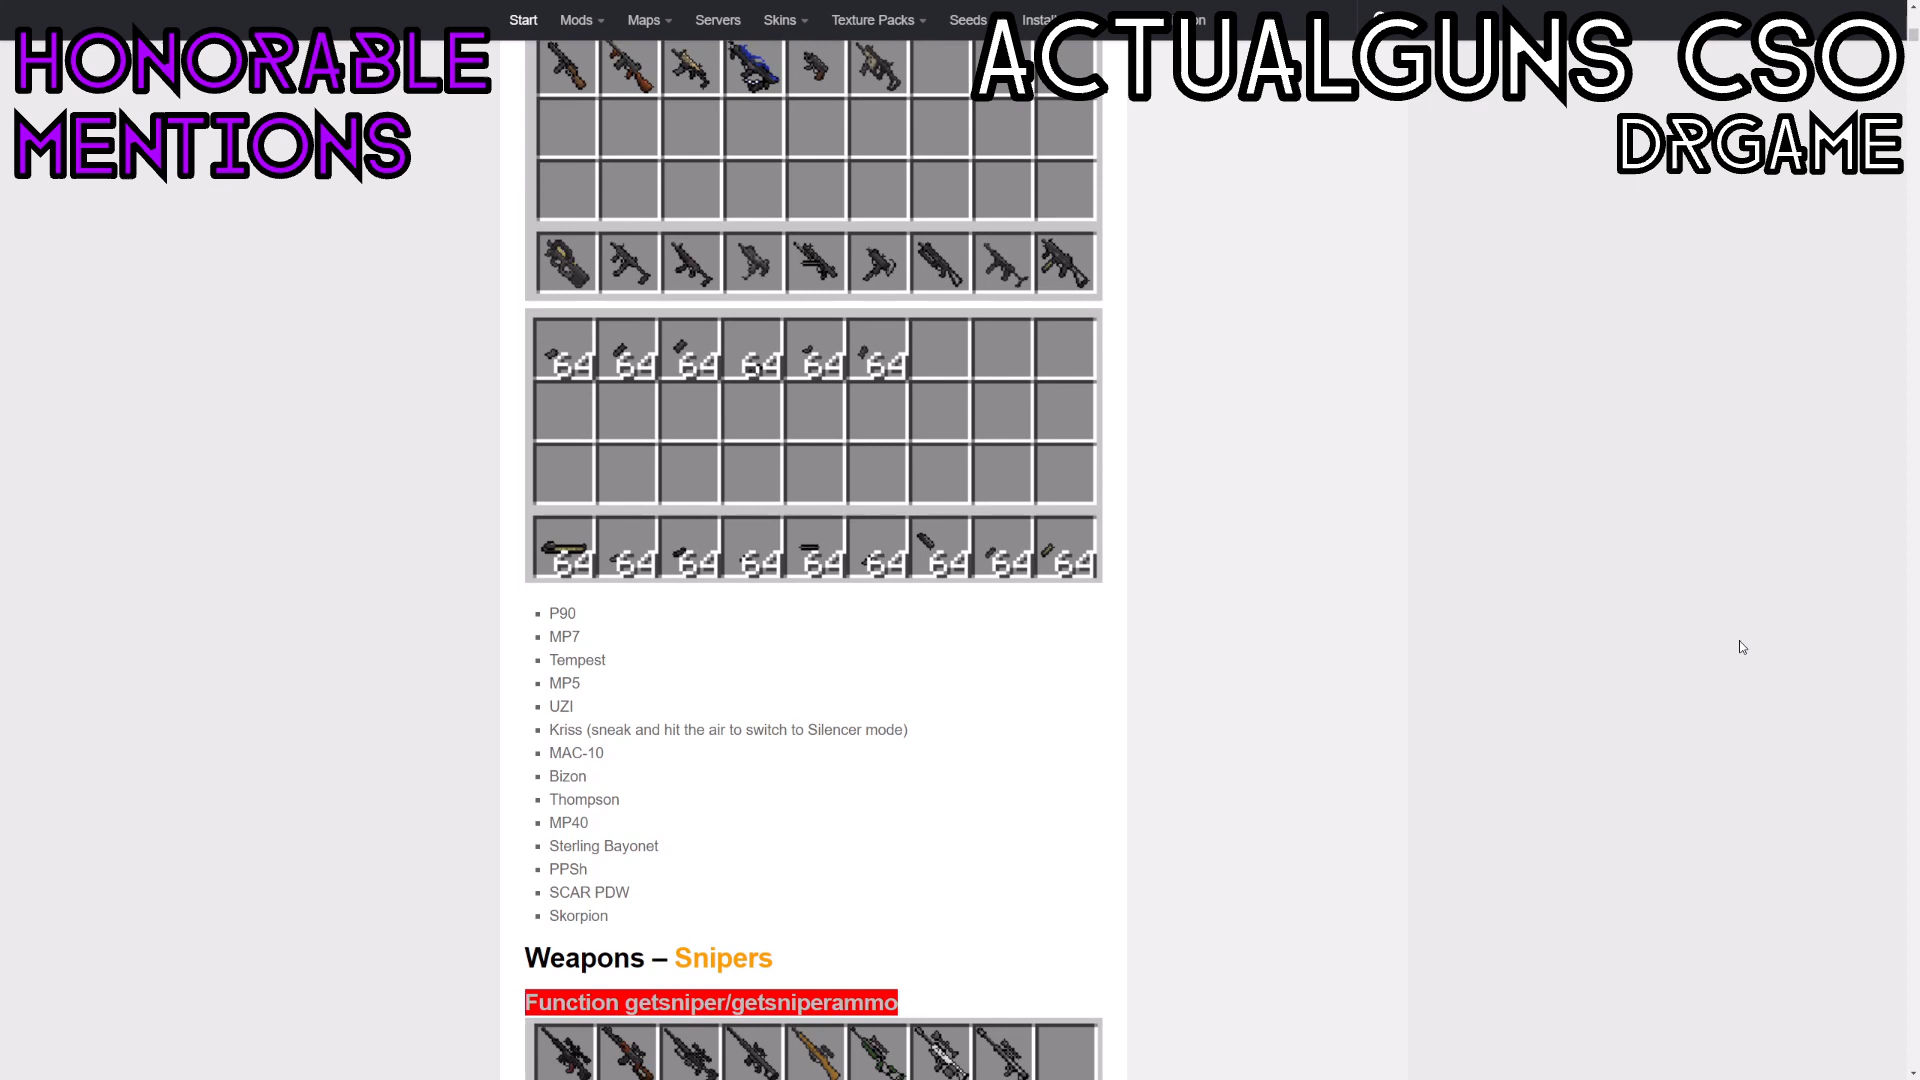 Start Mods Maps Servers Skins Texture Packs Seeds
HONORABLE
MENTIONS
ACTUALGUNS CSO
DRGAME
64 64 64 64 64 64
64 64 64 64 64 64 64 64 64
P90
MP7
Tempest
MP5
UZI
Kriss (sneak and hit the air to switch to Silencer mode)
MAC-10
Bizon
Thompson
MP40
Sterling Bayonet
PPSh
SCAR PDW
Skorpion
Weapons – Snipers
Function getsniper/getsniperammo